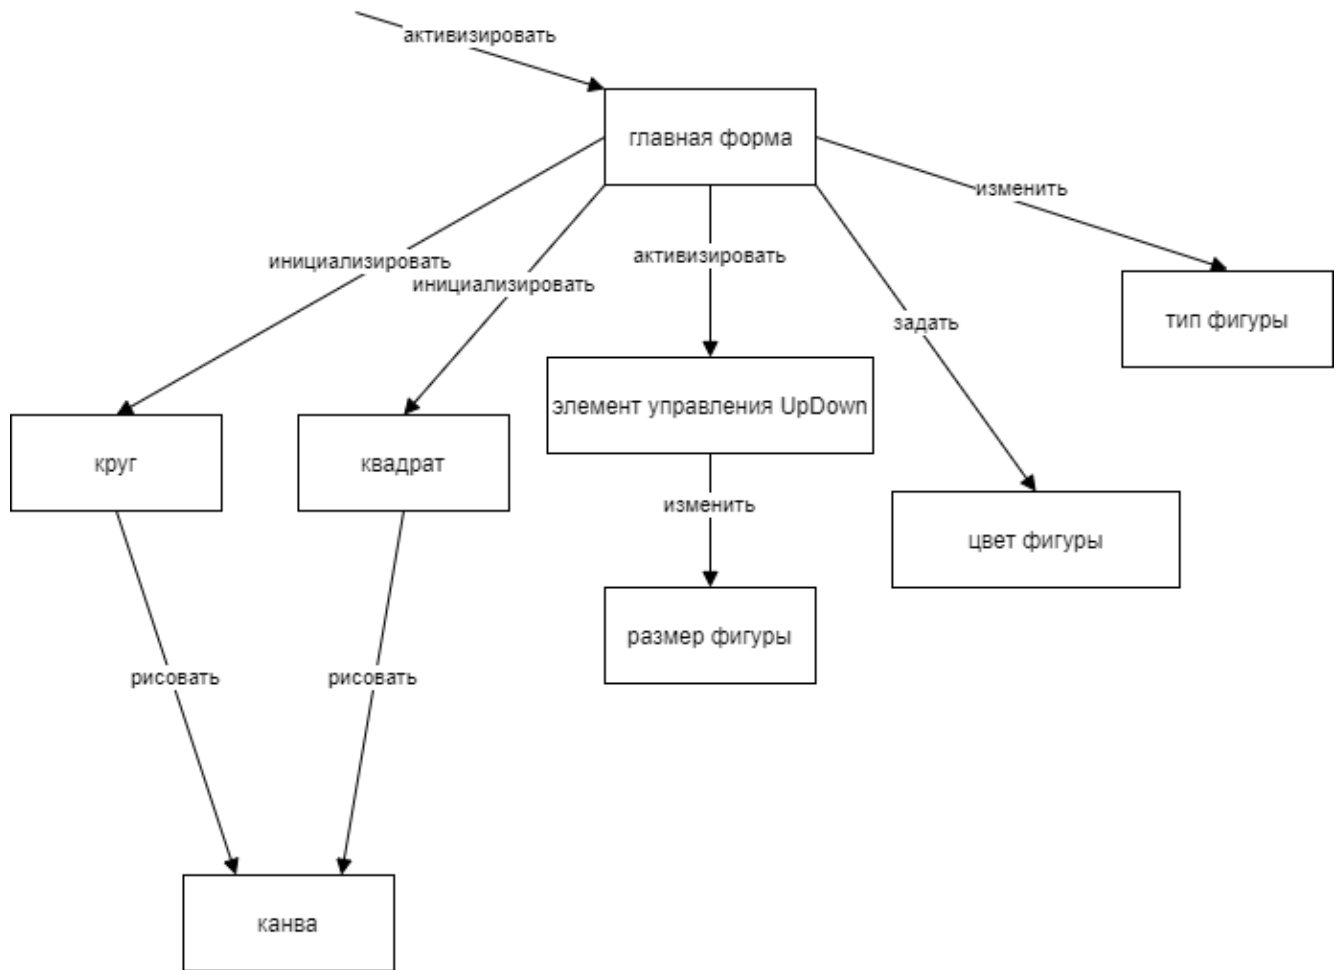 активизировать
главная форма
изменить
инициализировать
активизировать
инициализировать
задать
тип фигуры
элемент управления UpDown
круг
квадрат
изменить
цвет фигуры
размер фигуры
рисовать
рисовать
канва